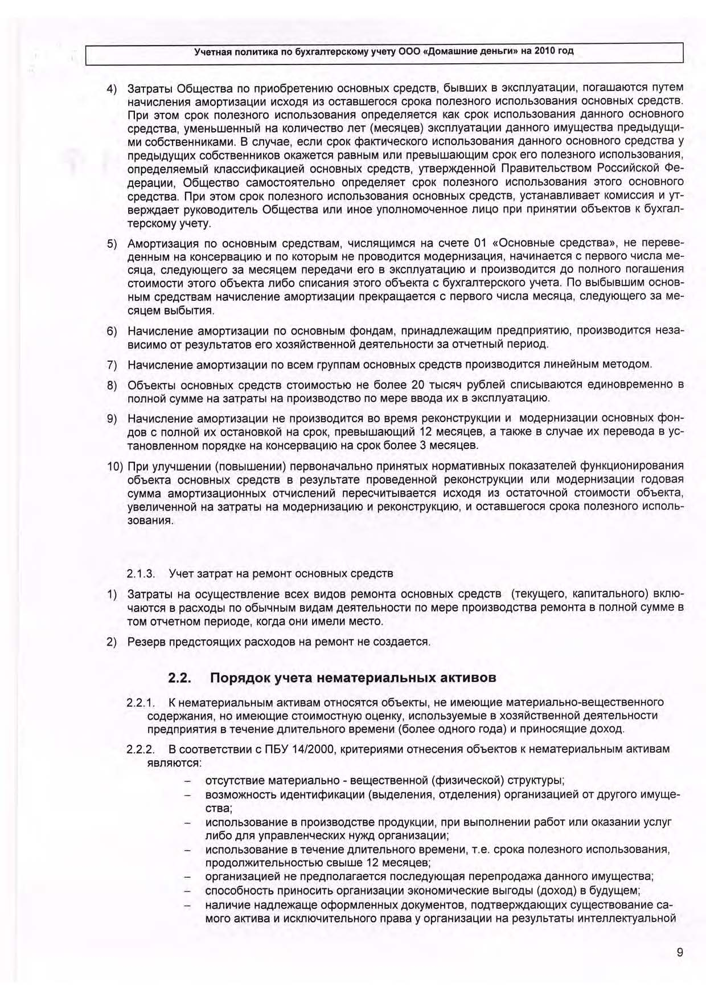 Учетная политика по бухгалтерскому учету ООО «Домашние деньги» на 2010 год
4) Затраты Общества по приобретению основных средств, бывших в эксплуатации, погашаются путем
начисления амортизации исходя из оставшегося срока полезного использования основных средств.
При этом срок полезного использования определяется как срок использования данного основного
средства, уменьшенный на количество лет (месяцев) эксплуатации данного имущества предыдущи-
ми собственниками. В случае, если срок фактического использования данного основного средства у
предыдущих собственников окажется равным или превышающим срок его полезного использования,
определяемый классификацией основных средств, утвержденной Правительством Российской Фе-
дерации, Общество самостоятельно определяет срок полезного использования этого основного
средства. При этом срок полезного использования основных средств, устанавливает комиссия и ут-
верждает руководитель Общества или иное уполномоченное лицо при принятии объектов к бухгал-
терскому учету.
5) Амортизация по основным средствам, числящимся на счете 01 «Основные средства», не переве-
денным на консервацию и по которым не проводится модернизация, начинается с первого числа ме-
сяца, следующего за месяцем передачи его в эксплуатацию и производится до полного погашения
стоимости этого объекта либо списания этого объекта с бухгалтерского учета. По выбывшим основ-
ным средствам начисление амортизации прекращается с первого числа месяца, следующего за ме-
сяцем выбытия.
6) Начисление амортизации по основным фондам, принадлежащим предприятию, производится неза-
висимо от результатов его хозяйственной деятельности за отчетный период.
7) Начисление амортизации по всем группам основных средств производится линейным методом.
8) Объекты основных средств стоимостью не более 20 тысяч рублей списываются единовременно в
полной сумме на затраты на производство по мере ввода их в эксплуатацию.
9) Начисление амортизации не производится во время реконструкции и модернизации основных фон-
дов с полной их остановкой на срок, превышающий 12 месяцев, а также в случае их перевода в ус-
тановленном порядке на консервацию на срок более 3 месяцев.
10) При улучшении (повышении) первоначально принятых нормативных показателей функционирования
объекта основных средств в результате проведенной реконструкции или модернизации годовая
сумма амортизационных отчислений пересчитывается исходя из остаточной стоимости объекта,
увеличенной на затраты на модернизацию и реконструкцию, и оставшегося срока полезного исполь-
зования.
2.1.3. Учет затрат на ремонт основных средств
1) Затраты на осуществление всех видов ремонта основных средств (текущего, капитального) вклю-
чаются в расходы по обычным видам деятельности по мере производства ремонта в полной сумме в
том отчетном периоде, когда они имели место.
2) Резерв предстоящих расходов на ремонт не создается.
2.2. Порядок учета нематериальных активов
2.2.1. К нематериальным активам относятся объекты, не имеющие материально-вещественного
содержания, но имеющие стоимостную оценку, используемые в хозяйственной деятельности
предприятия в течение длительного времени (более одного года) и приносящие доход.
2.2.2. В соответствии с ПБУ 14/2000, критериями отнесения объектов к нематериальным активам
являются:
– отсутствие материально - вещественной (физической) структуры;
– возможность идентификации (выделения, отделения) организацией от другого имуще-
ства;
– использование в производстве продукции, при выполнении работ или оказании услуг
либо для управленческих нужд организации;
– использование в течение длительного времени, т.е. срока полезного использования,
продолжительностью свыше 12 месяцев;
– организацией не предполагается последующая перепродажа данного имущества;
– способность приносить организации экономические выгоды (доход) в будущем;
– наличие надлежаще оформленных документов, подтверждающих существование са-
мого актива и исключительного права у организации на результаты интеллектуальной
9